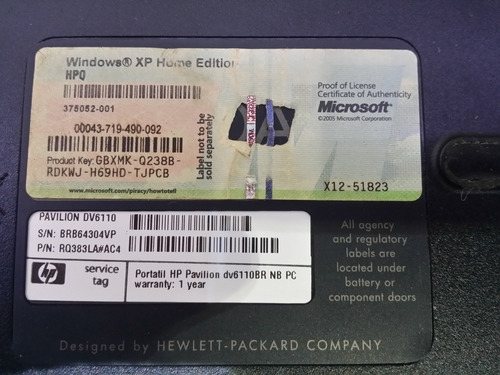 Windows® XP Home Edition
HPQ
378052-001
00043-719-490-092
Product Key: GBXMK-Q238B-
RDKWJ-H69HD-TJPCB
www.microsoft.com/piracy/howtotell
Label not to be
sold separately
Proof of License
Certificate of Authenticity
Microsoft®
©2005 Microsoft Corporation
X12-51823
PAVILION DV6110
S/N: BRB64304VP
P/N: RQ383LA#AC4
hp
service
tag
Portatil HP Pavilion dv6110BR NB PC
warranty: 1 year
All agency
and regulatory
labels are
located under
battery or
component doors
Designed by HEWLETT-PACKARD COMPANY